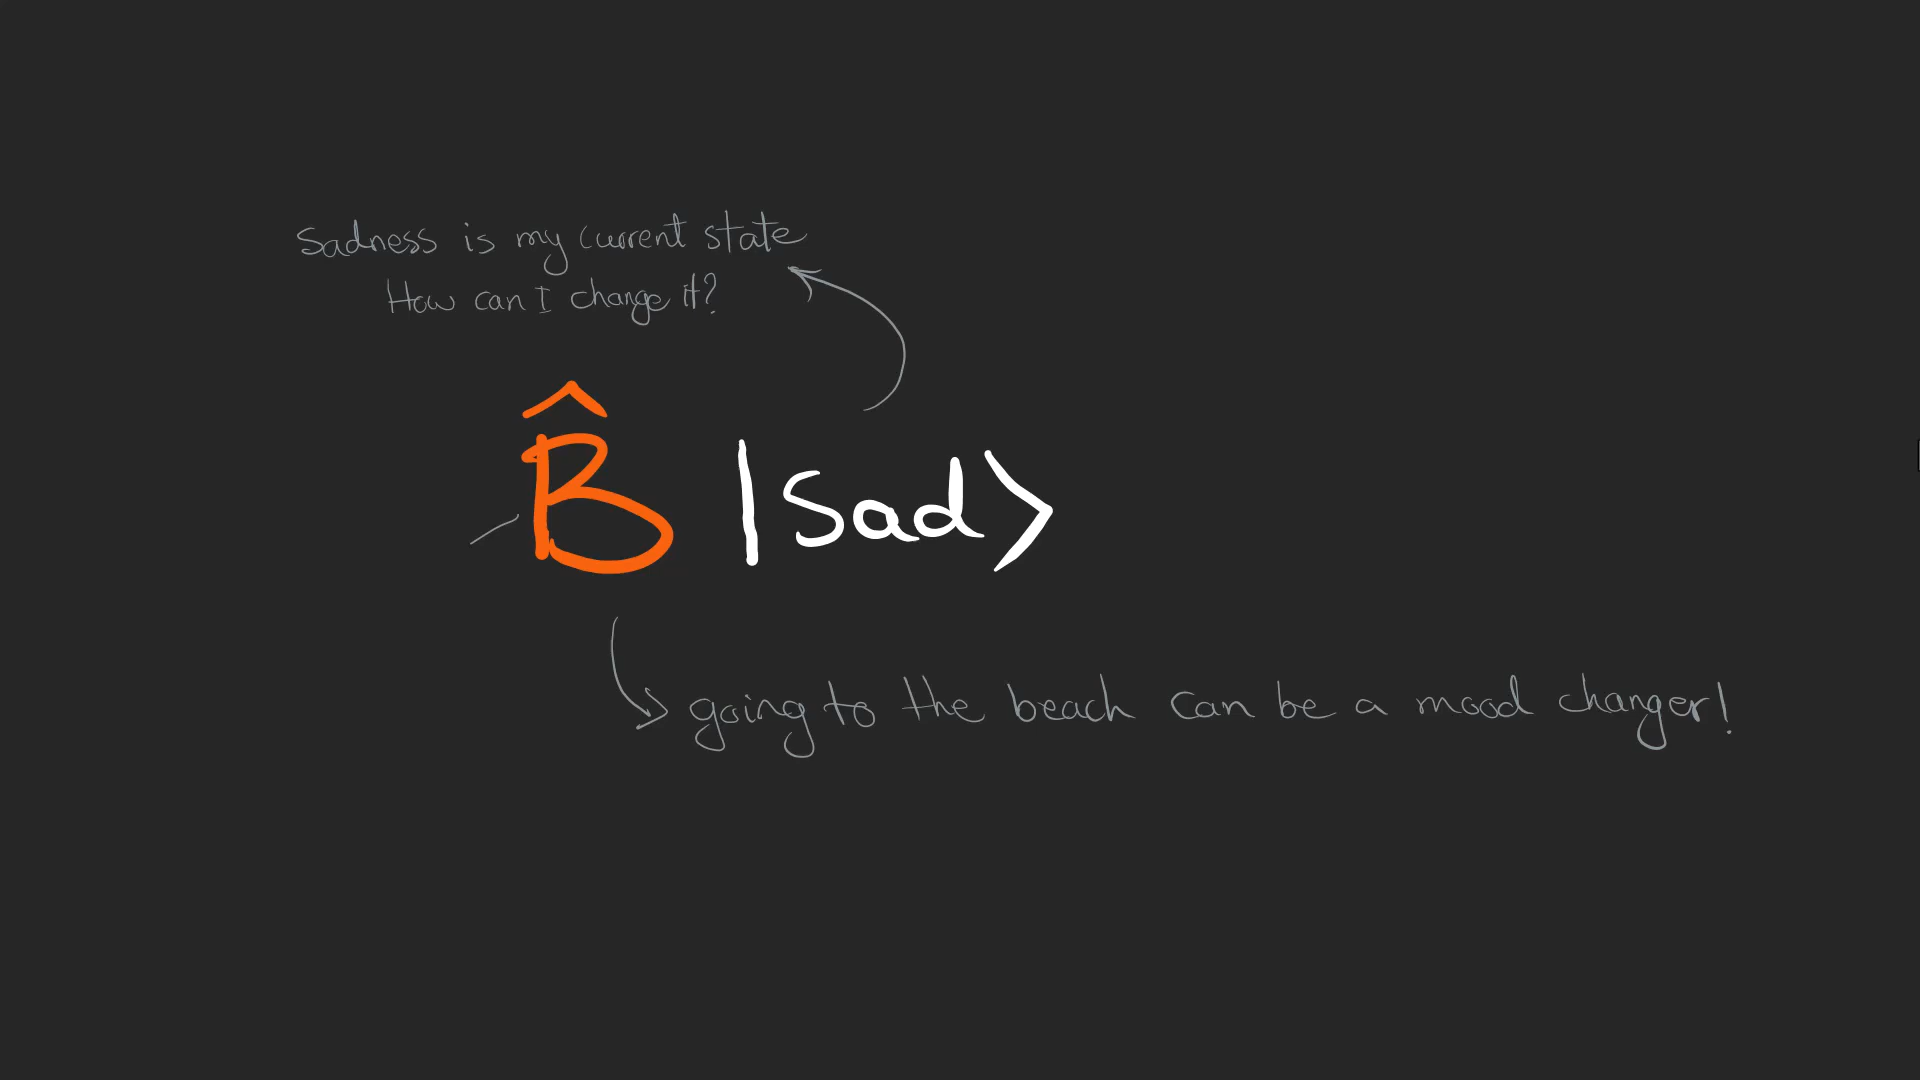 Sadness is my current state
How can I change it?
B̂ |Sad⟩
going to the beach can be a mood changer!